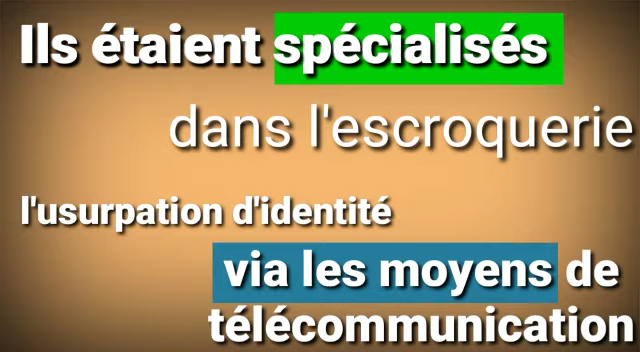 Ils étaient spécialisés
dans l'escroquerie
l'usurpation d'identité
via les moyens de
télécommunication